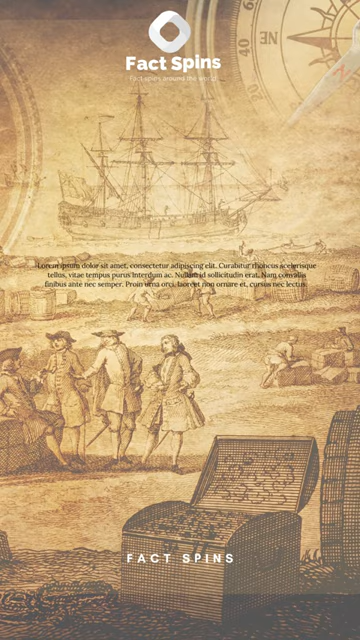 Fact Spins
Fact spins around the world
Lorem ipsum dolor sit amet, consectetur adipiscing elit. Curabitur rhoncus scelerisque
tellus, vitae tempus purus interdum ac. Nullam id sollicitudin erat. Nam convallis
finibus ante nec semper. Proin urna orci, laoreet non ornare et, cursus nec lectus.
FACT SPINS